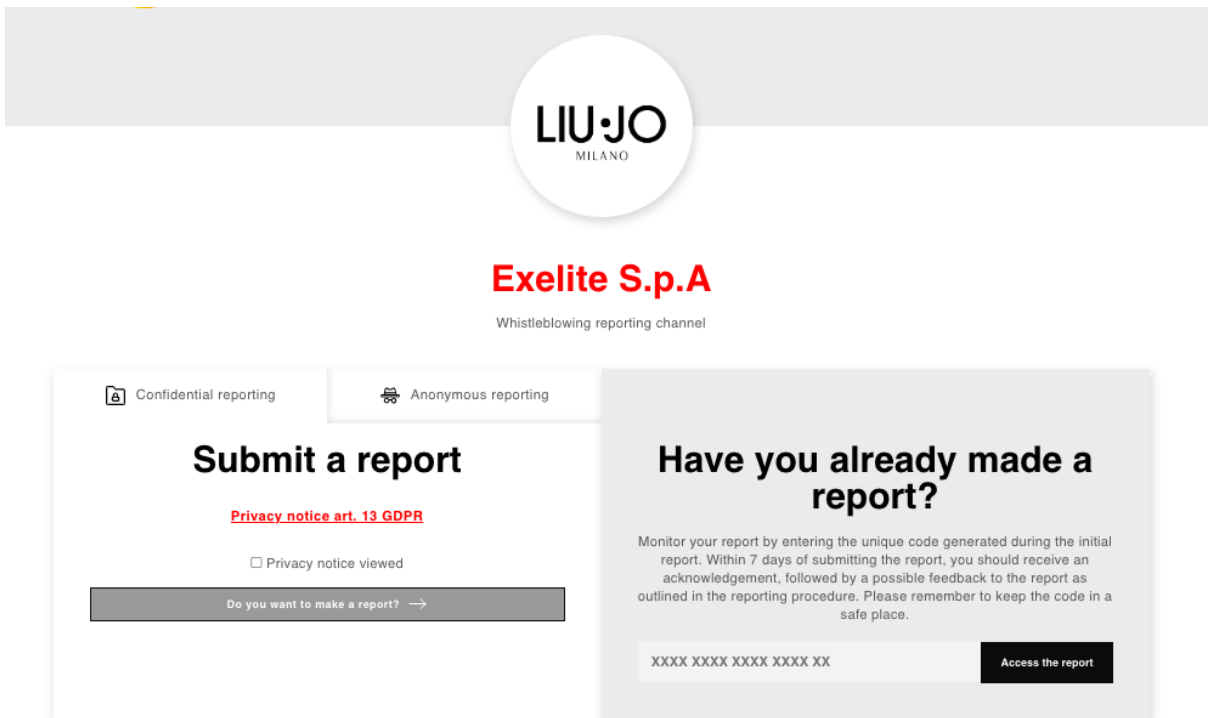 LIU·JO
MILANO
Exelite S.p.A
Whistleblowing reporting channel
Confidential reporting
Anonymous reporting
Submit a report
Privacy notice art. 13 GDPR
Privacy notice viewed
Do you want to make a report?
Have you already made a
report?
Monitor your report by entering the unique code generated during the initial
report. Within 7 days of submitting the report, you should receive an
acknowledgement, followed by a possible feedback to the report as
outlined in the reporting procedure. Please remember to keep the code in a
safe place.
XXXX XXXX XXXX XXXX XX
Access the report